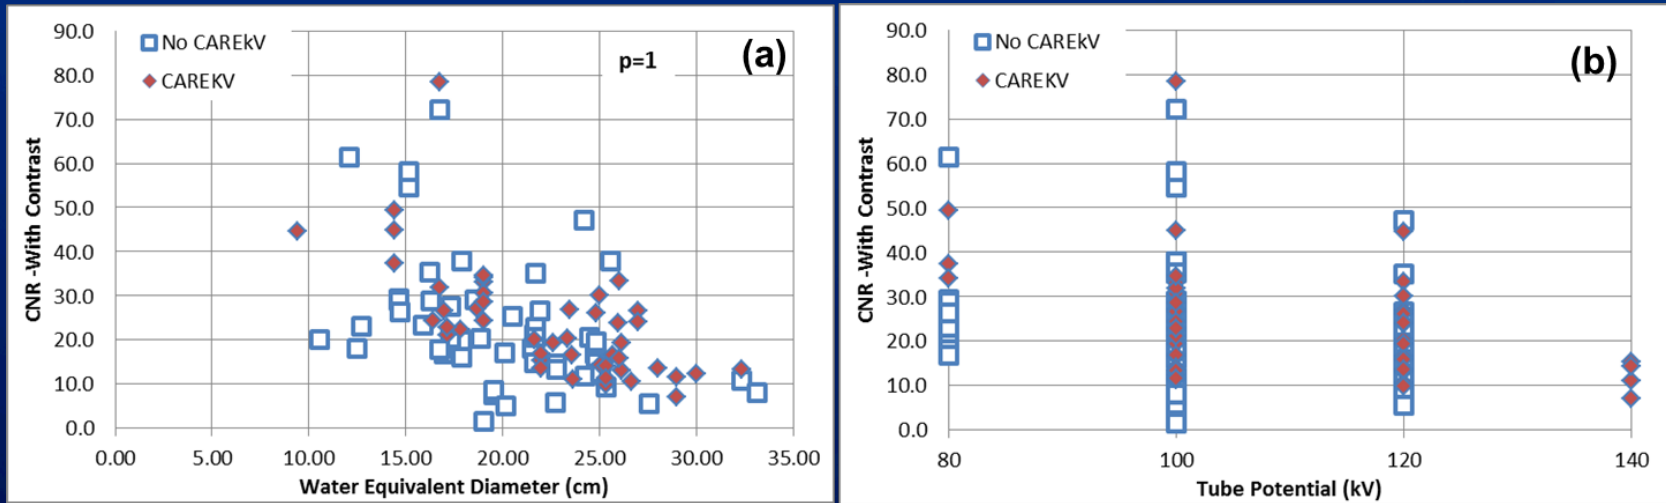 (a)
No CAREkV
CAREKV
p=1
90.0
80.0
70.0
60.0
50.0
40.0
30.0
20.0
10.0
0.0
CNR -With Contrast
0.00 5.00 10.00 15.00 20.00 25.00 30.00 35.00
Water Equivalent Diameter (cm)
(b)
No CAREkV
CAREKV
90.0
80.0
70.0
60.0
50.0
40.0
30.0
20.0
10.0
0.0
CNR -With Contrast
80 100 120 140
Tube Potential (kV)